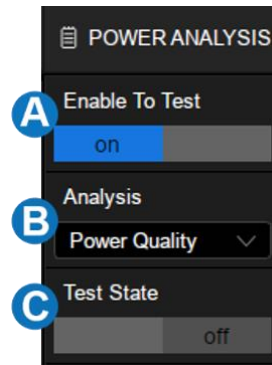 POWER ANALYSIS
A
Enable To Test
on
B
Analysis
Power Quality
C
Test State
off